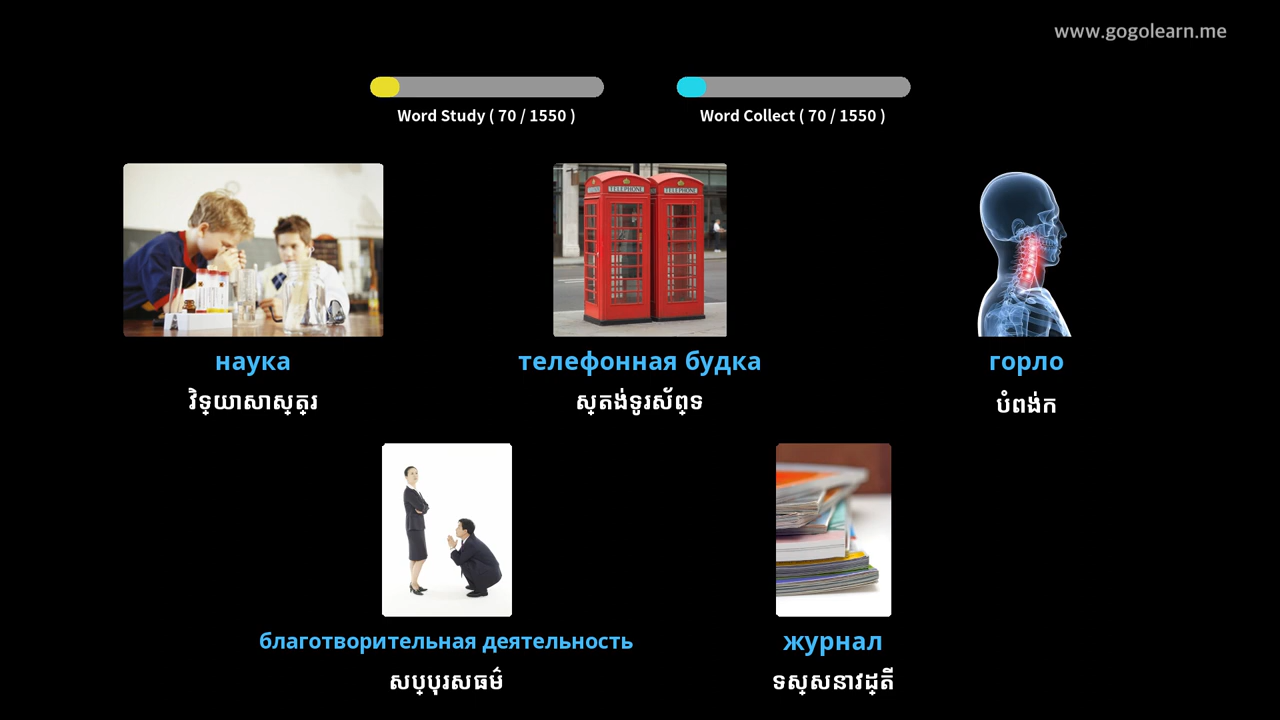 www.gogolearn.me
Word Study ( 70 / 1550 )
Word Collect ( 70 / 1550 )
TELEPHONE
TELEPHONE
наука
телефонная будка
горло
វិទ្យាសាស្ត្រ
ស្តង់ទូរស័ព្ទ
បំពង់ក
благотворительная деятельность
журнал
សប្បុរសធម៌
ទស្សនាវដ្តី